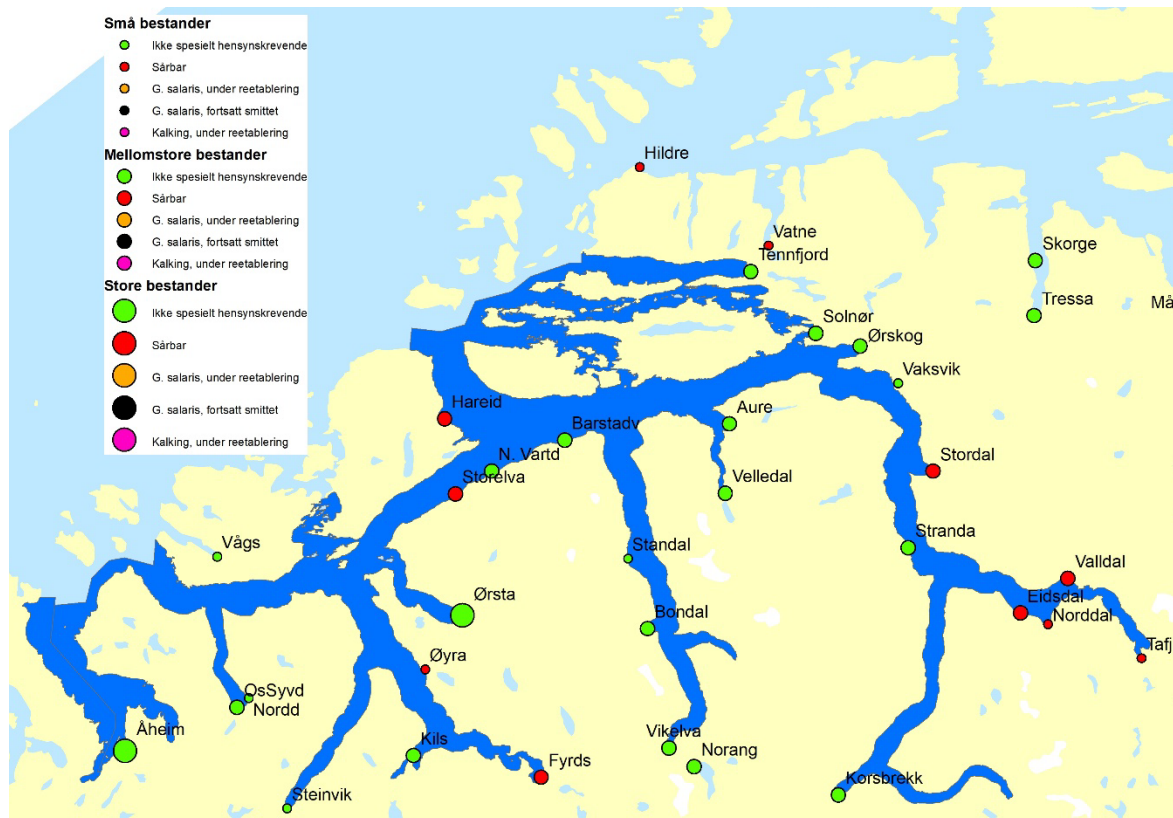 Små bestander
Ikke spesielt hensynskrevende
Sårbar
G. salaris, under reetablering
G. salaris, fortsatt smittet
Kalking, under reetablering
Mellomstore bestander
Ikke spesielt hensynskrevende
Sårbar
G. salaris, under reetablering
G. salaris, fortsatt smittet
Kalking, under reetablering
Store bestander
Ikke spesielt hensynskrevende
Sårbar
G. salaris, under reetablering
G. salaris, fortsatt smittet
Kalking, under reetablering
Hildre
Vatne
Tennfjord
Skorge
Tressa
Må
Solnør
Ørskog
Vaksvik
Hareid
Barstadv
Aure
N. Vartd
Storelva
Stordal
Velledal
Vågs
Standal
Stranda
Valldal
Ørsta
Bondal
Eidsdal
Norddal
Tafj
Øyra
OsSyvd
Nordd
Åheim
Kils
Vikelva
Norang
Fyrds
Korsbrekk
Steinvik